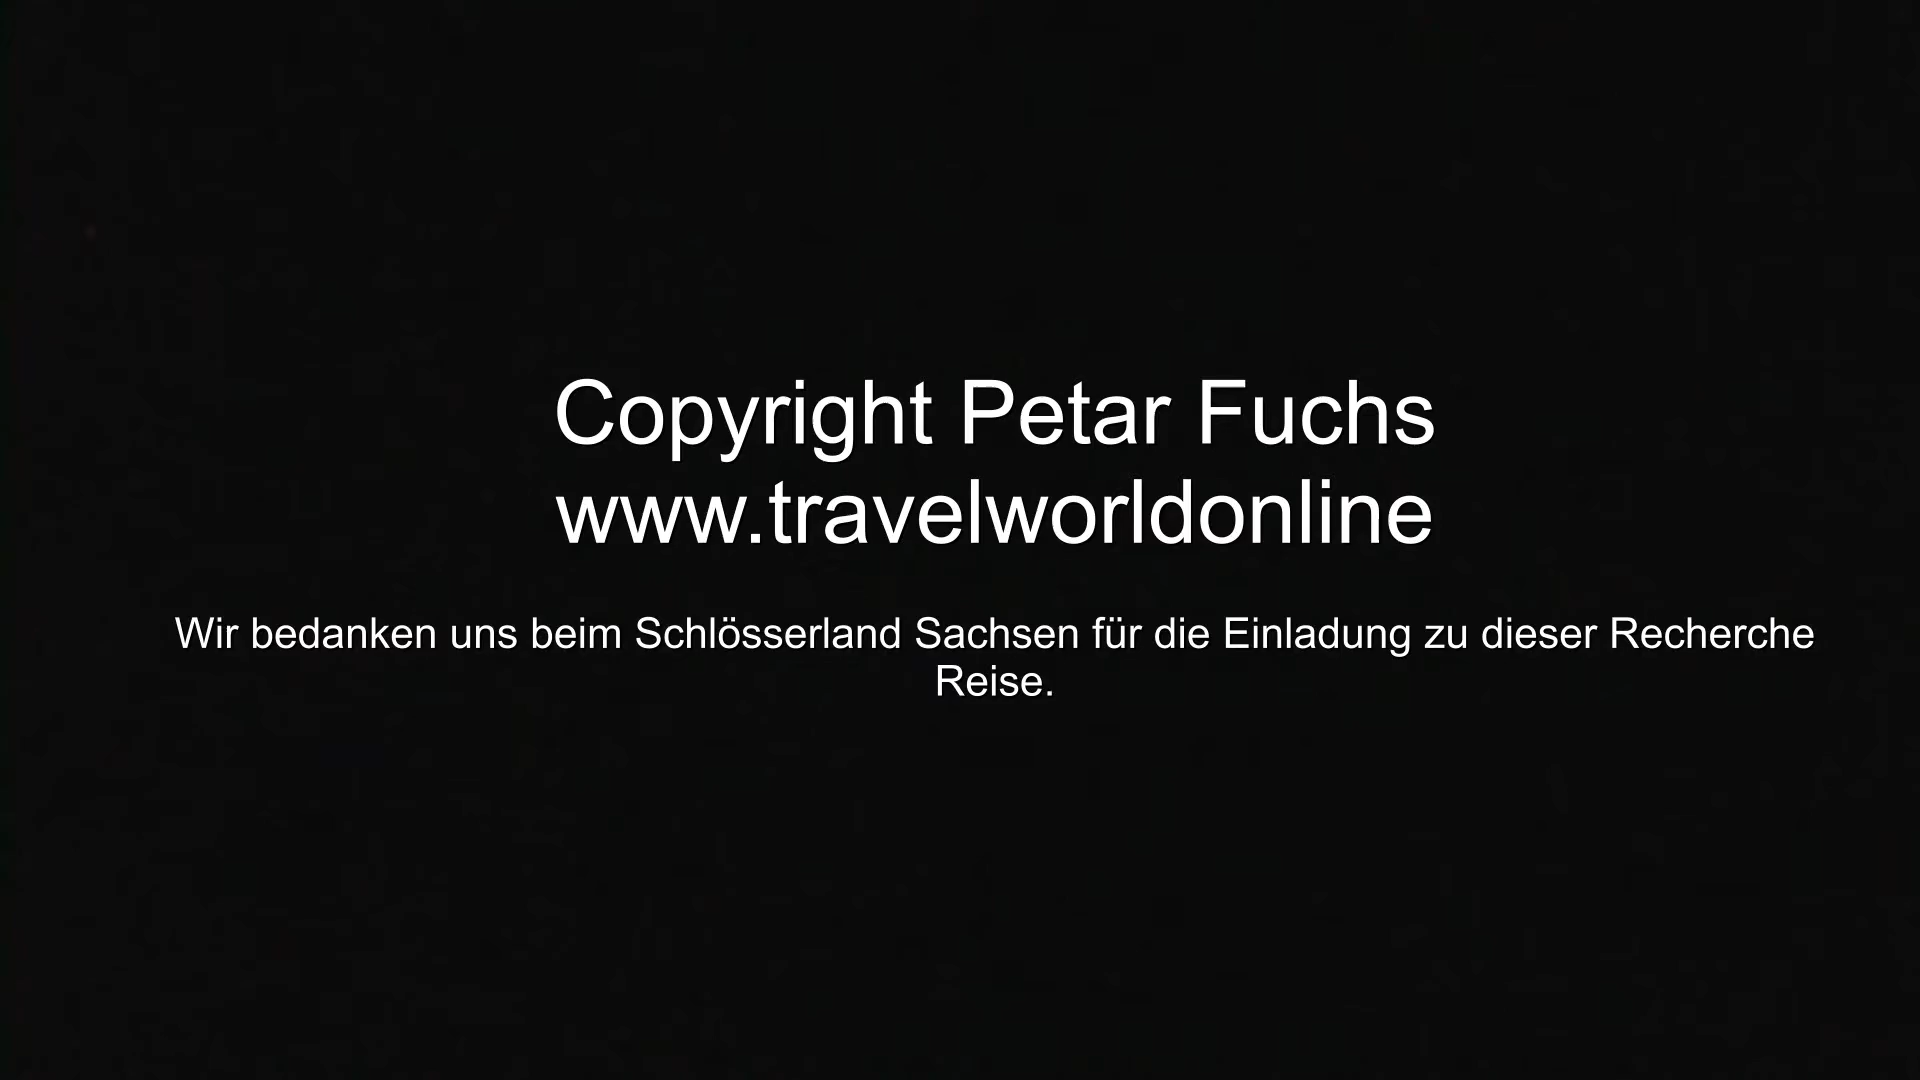 Copyright Petar Fuchs
www.travelworldonline
Wir bedanken uns beim Schlösserland Sachsen für die Einladung zu dieser Recherche
Reise.